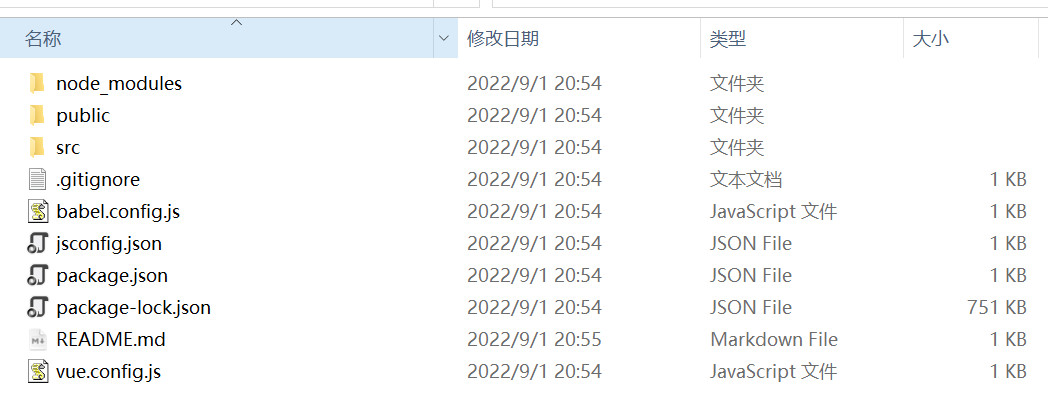 名称 修改日期 类型 大小
node_modules 2022/9/1 20:54 文件夹
public 2022/9/1 20:54 文件夹
src 2022/9/1 20:54 文件夹
.gitignore 2022/9/1 20:54 文本文档 1 KB
babel.config.js 2022/9/1 20:54 JavaScript 文件 1 KB
jsconfig.json 2022/9/1 20:54 JSON File 1 KB
package.json 2022/9/1 20:54 JSON File 1 KB
package-lock.json 2022/9/1 20:54 JSON File 751 KB
README.md 2022/9/1 20:55 Markdown File 1 KB
vue.config.js 2022/9/1 20:54 JavaScript 文件 1 KB